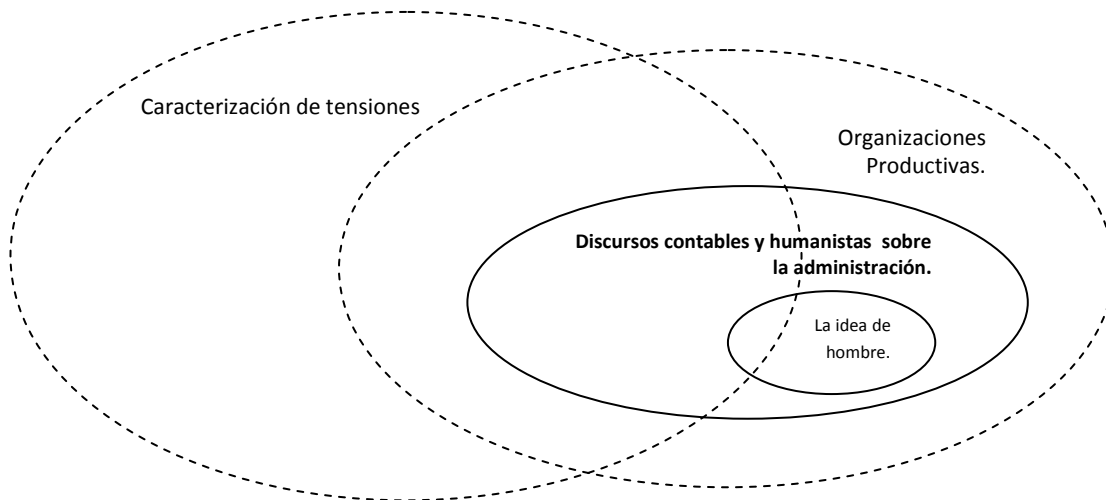 Caracterización de tensiones
Organizaciones
Productivas.
Discursos contables y humanistas  sobre
la administración.
La idea de
hombre.